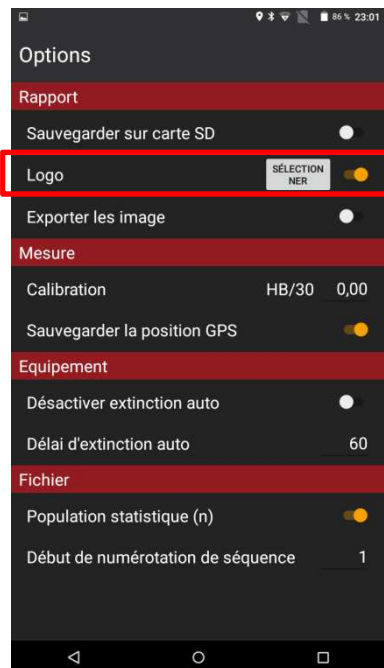 86 % 23:01
Options
Rapport
Sauvegarder sur carte SD
Logo SÉLECTION
NER
Exporter les image
Mesure
Calibration HB/30 0,00
Sauvegarder la position GPS
Equipement
Désactiver extinction auto
Délai d'extinction auto 60
Fichier
Population statistique (n)
Début de numérotation de séquence 1